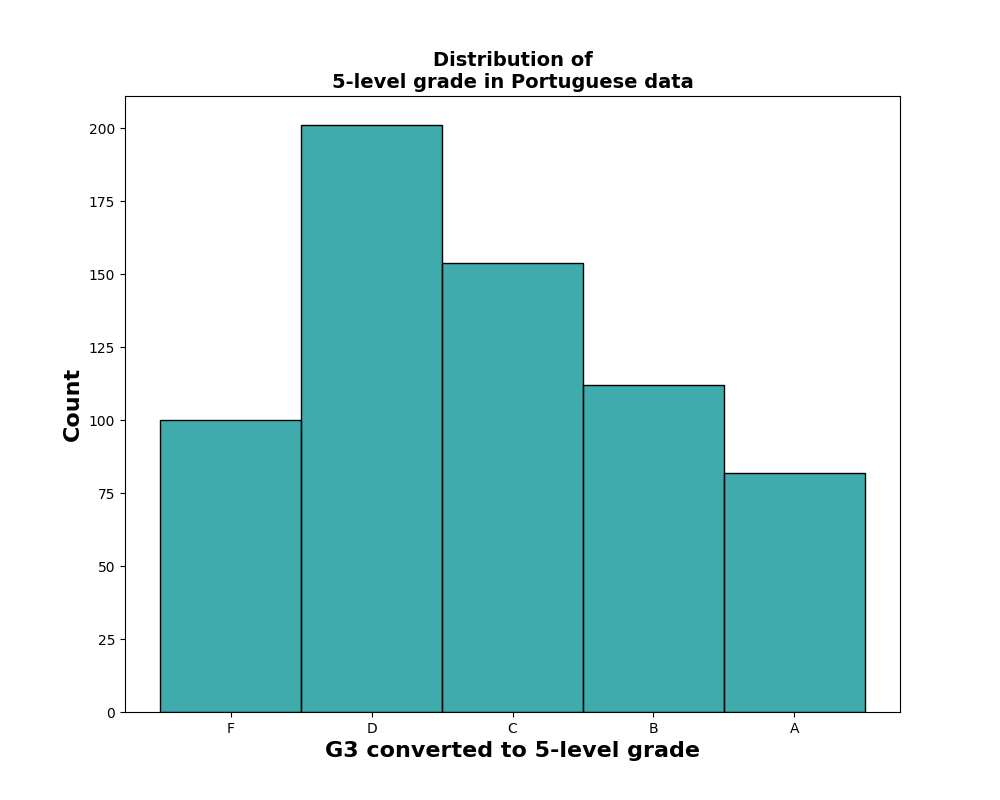 Distribution of
5-level grade in Portuguese data
Count
200
175
150
125
100
75
50
25
0
F D C B A
G3 converted to 5-level grade